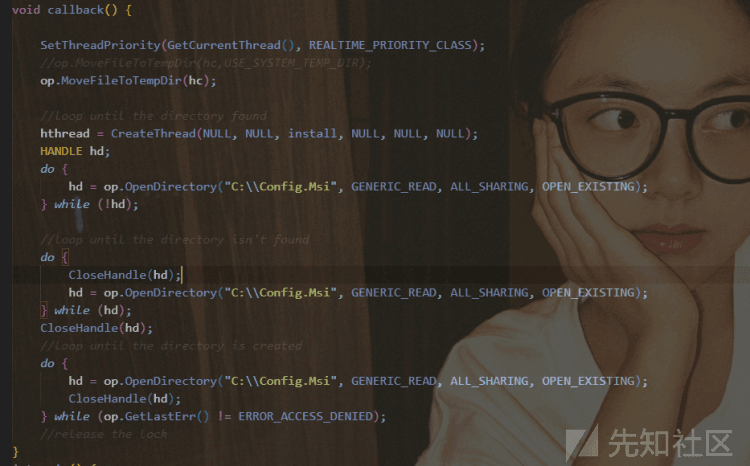 void callback() {
SetThreadPriority(GetCurrentThread(), REALTIME_PRIORITY_CLASS);
//op.MoveFileToTempDir(hc,USE_SYSTEM_TEMP_DIR);
op.MoveFileToTempDir(hc);
//loop until the directory found
hthread = CreateThread(NULL, NULL, install, NULL, NULL, NULL);
HANDLE hd;
do {
hd = op.OpenDirectory("C:\\Config.Msi", GENERIC_READ, ALL_SHARING, OPEN_EXISTING);
} while (!hd);
//loop until the directory isn't found
do {
CloseHandle(hd);
hd = op.OpenDirectory("C:\\Config.Msi", GENERIC_READ, ALL_SHARING, OPEN_EXISTING);
} while (hd);
CloseHandle(hd);
//loop until the directory is created
do {
hd = op.OpenDirectory("C:\\Config.Msi", GENERIC_READ, ALL_SHARING, OPEN_EXISTING);
CloseHandle(hd);
} while (op.GetLastErr() != ERROR_ACCESS_DENIED);
//release the lock
}
先知社区